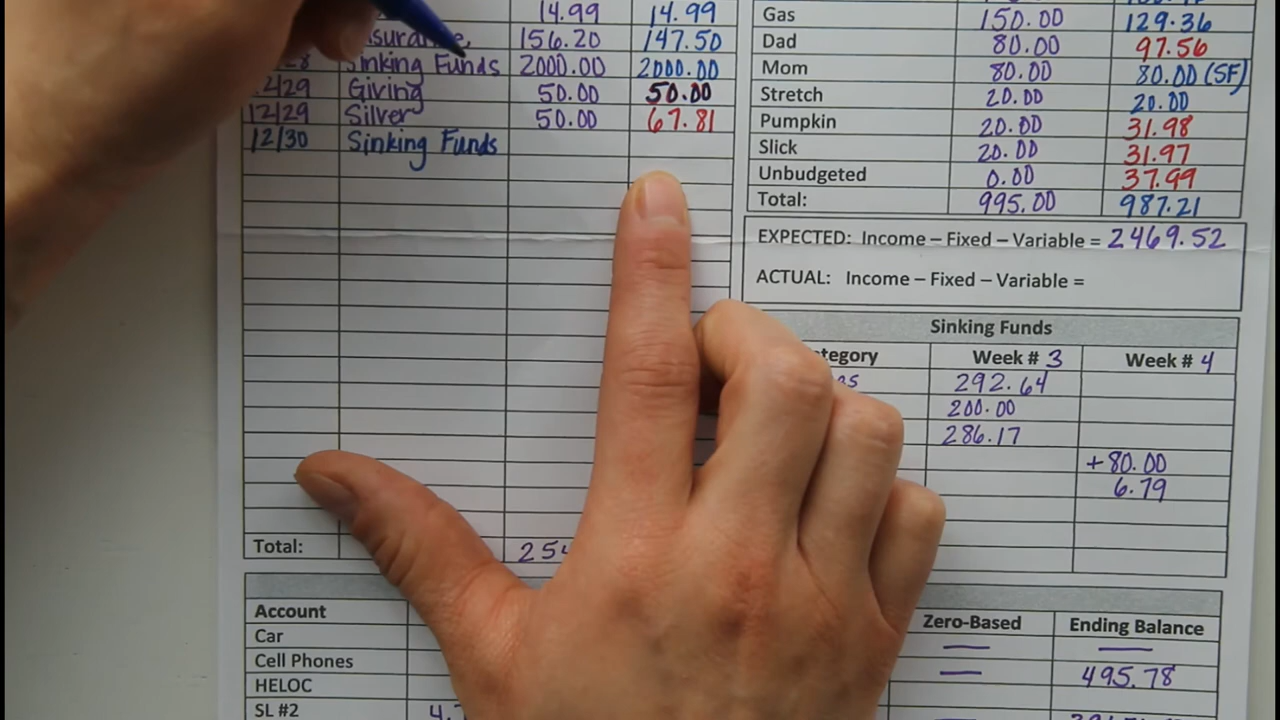 14.99 14.99
156.20 147.50
Sinking Funds 2000.00 2000.00
12/29 Giving 50.00 50.00
12/29 Silver 50.00 67.81
12/30 Sinking Funds
Total:
Gas 150.00 129.36
Dad 80.00 97.56
Mom 80.00 80.00 (SF)
Stretch 20.00 20.00
Pumpkin 20.00 31.98
Slick 20.00 31.97
Unbudgeted 0.00 37.99
Total: 995.00 987.21
EXPECTED: Income – Fixed – Variable = 2469.52
ACTUAL: Income – Fixed – Variable =
Sinking Funds
Week # 3 Week # 4
292.64
200.00
286.17
+80.00
6.79
Account Zero-Based Ending Balance
Car
Cell Phones 495.78
HELOC
SL #2